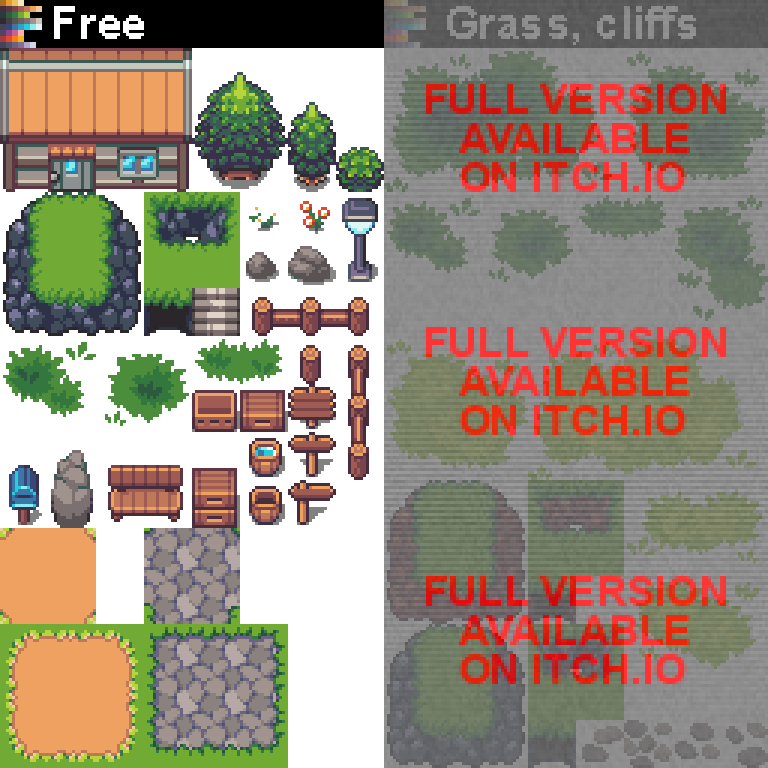 Free
Grass, cliffs
FULL VERSION
AVAILABLE
ON ITCH.IO
FULL VERSION
AVAILABLE
ON ITCH.IO
FULL VERSION
AVAILABLE
ON ITCH.IO